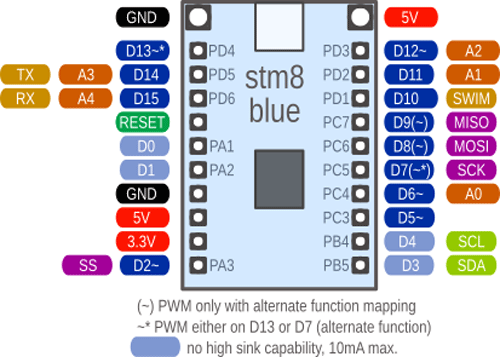 GND 5V
D13~* PD4 PD3 D12~ A2
TX A3 D14 PD5 stm8 PD2 D11 A1
RX A4 D15 PD6 blue PD1 D10 SWIM
RESET PC7 D9(~) MISO
D0 PA1 PC6 D8(~) MOSI
D1 PA2 PC5 D7(~*) SCK
GND PC4 D6~ A0
5V PC3 D5~
3.3V PB4 D4 SCL
SS D2~ PA3 PB5 D3 SDA
(~) PWM only with alternate function mapping
~* PWM either on D13 or D7 (alternate function)
no high sink capability, 10mA max.